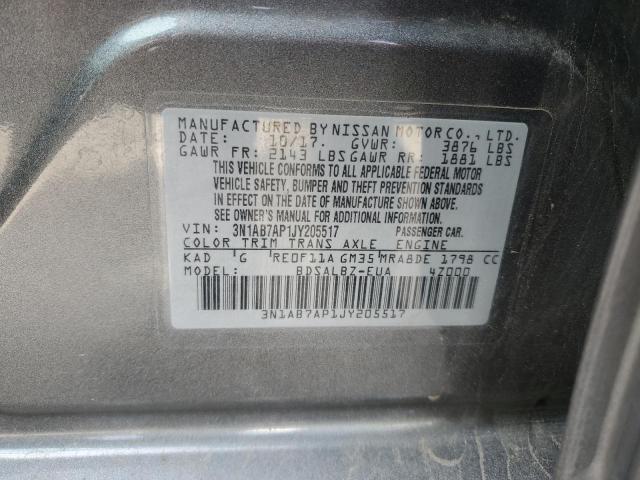 MANUFACTURED BY NISSAN MOTOR CO., LTD.
DATE: 10/17. GVWR: 3876 LBS
GAWR FR: 2143 LBS GAWR RR: 1881 LBS
THIS VEHICLE CONFORMS TO ALL APPLICABLE FEDERAL MOTOR
VEHICLE SAFETY, BUMPER AND THEFT PREVENTION STANDARDS
IN EFFECT ON THE DATE OF MANUFACTURE SHOWN ABOVE.
SEE OWNER'S MANUAL FOR ADDITIONAL INFORMATION.
VIN: 3N1AB7AP1JY205517 PASSENGER CAR.
COLOR TRIM TRANS AXLE ENGINE
KAD G RE0F11A GM35 MRA8DE 1798 CC
MODEL: BDSALBZ-EUA 4Z000
3N1AB7AP1JY205517